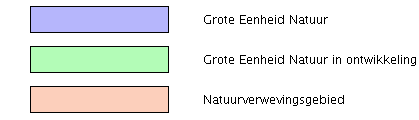 Grote Eenheid Natuur
Grote Eenheid Natuur in ontwikkeling
Natuurverwevingsgebied